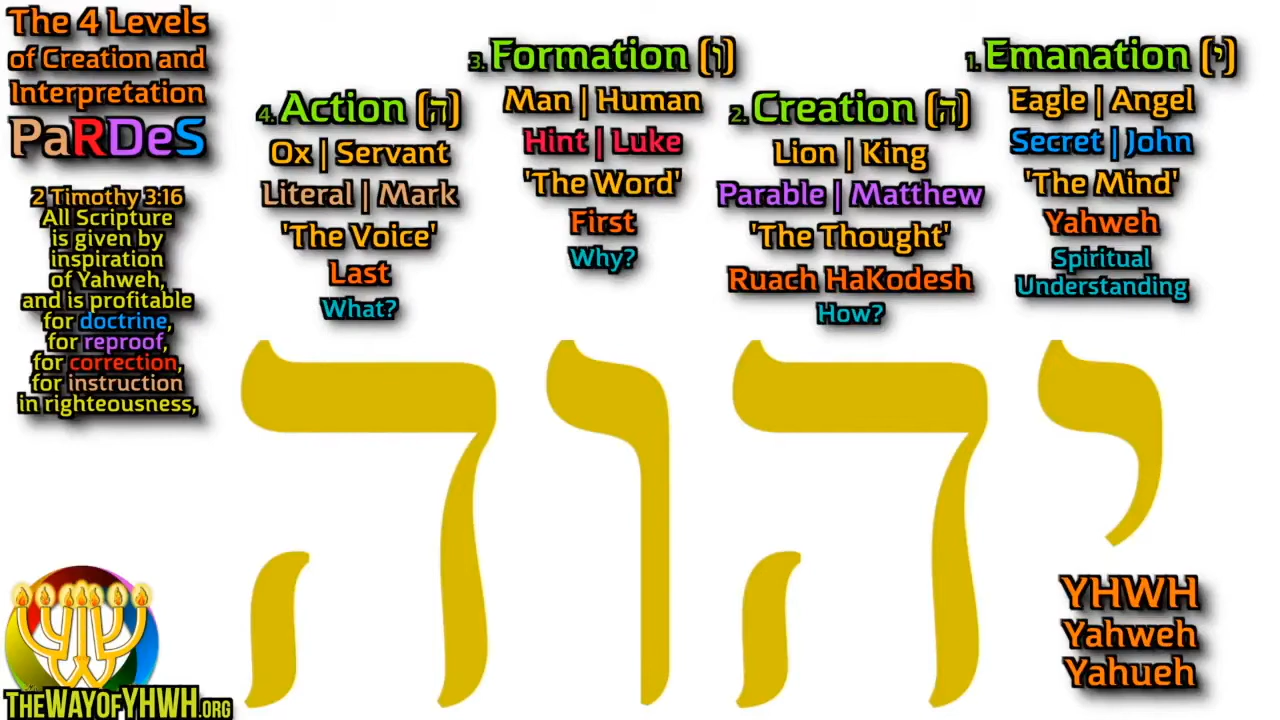 The 4 Levels
of Creation and
Interpretation
PaRDeS
2 Timothy 3:16
All Scripture
is given by
inspiration
of Yahweh,
and is profitable
for doctrine,
for reproof,
for correction,
for instruction
in righteousness,
1. Emanation (י)
Eagle | Angel
Secret | John
'The Mind'
Yahweh
Spiritual
Understanding
2. Creation (ה)
Lion | King
Parable | Matthew
'The Thought'
Ruach HaKodesh
How?
3. Formation (ו)
Man | Human
Hint | Luke
'The Word'
First
Why?
4. Action (ה)
Ox | Servant
Literal | Mark
'The Voice'
Last
What?
יהוה
YHWH
Yahweh
Yahueh
THEWAYOFYHWH.ORG